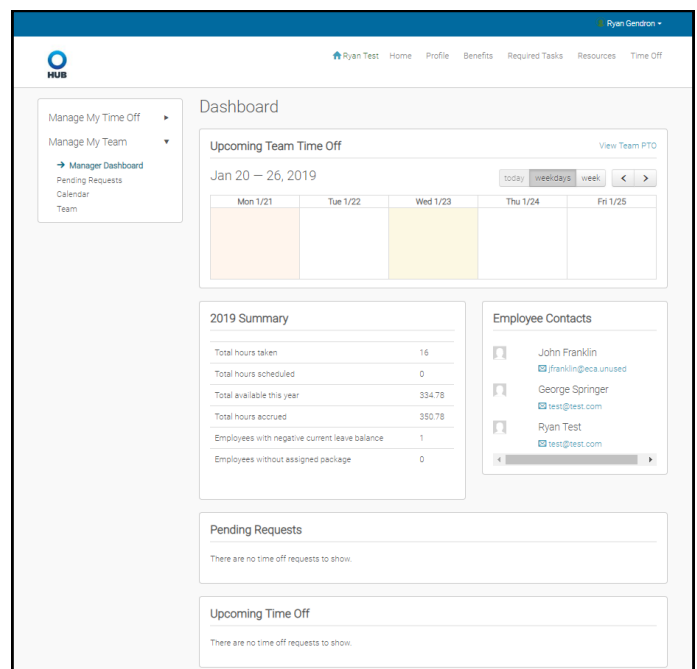 Ryan Gendron
HUB
Ryan Test Home Profile Benefits Required Tasks Resources Time Off
Manage My Time Off
Manage My Team
Manager Dashboard
Pending Requests
Calendar
Team
Dashboard
Upcoming Team Time Off View Team PTO
Jan 20 — 26, 2019 today weekdays week
Mon 1/21 Tue 1/22 Wed 1/23 Thu 1/24 Fri 1/25
2019 Summary
Total hours taken 16
Total hours scheduled 0
Total available this year 334.78
Total hours accrued 350.78
Employees with negative current leave balance 1
Employees without assigned package 0
Employee Contacts
John Franklin
jfranklin@eca.unused
George Springer
test@test.com
Ryan Test
test@test.com
Pending Requests
There are no time off requests to show.
Upcoming Time Off
There are no time off requests to show.